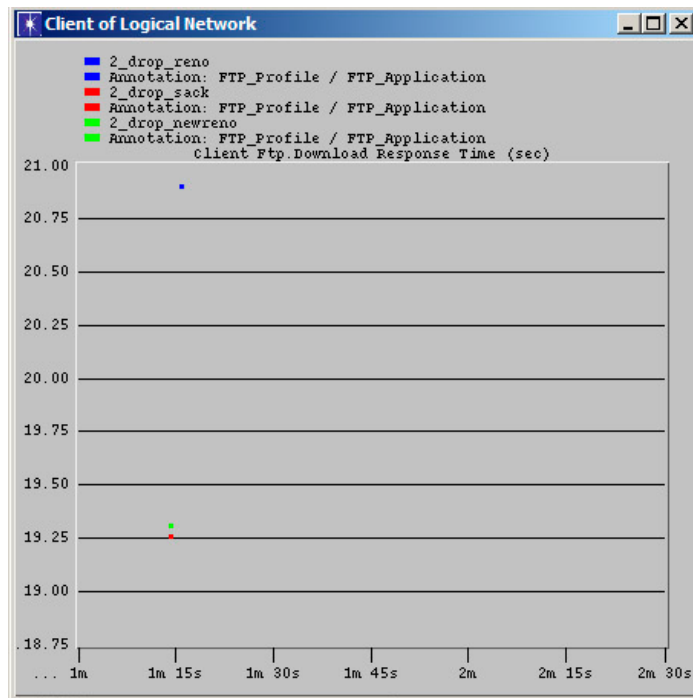 Client of Logical Network
2_drop_reno
Annotation: FTP_Profile / FTP_Application
2_drop_sack
Annotation: FTP_Profile / FTP_Application
2_drop_newreno
Annotation: FTP_Profile / FTP_Application
Client Ftp.Download Response Time (sec)
21.00
20.75
20.50
20.25
20.00
19.75
19.50
19.25
19.00
.18.75
... 1m 1m 15s 1m 30s 1m 45s 2m 2m 15s 2m 30s